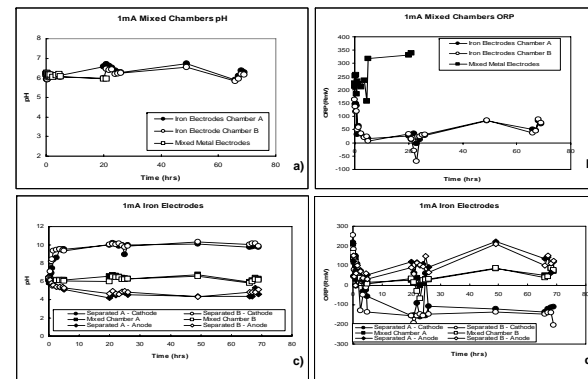 1mA Mixed Chambers pH
8
7
6
5
4
3
2
pH
0
20
40
60
80
Time (hrs)
Iron Electrodes Chamber A
Iron Electrode Chamber B
Mixed Metal Electrodes
a)
1mA Mixed Chambers ORP
Iron Electrodes Chamber A
Iron Electrodes Chamber B
Mixed Metal Electrodes
400
350
300
250
200
150
100
50
0
-50
-100
ORP(RmV)
0
20
40
60
80
Time (hrs)
1mA Iron Electrodes
12
10
8
6
4
2
0
pH
0
10
20
30
40
50
60
70
80
Separated A - Cathode
Separated B - Cathode
Mixed Chamber A
Mixed Chamber B
Separated A - Anode
Separated B - Anode
Time (hrs)
c)
1mA Iron Electrodes
300
200
100
0
-100
-200
-300
ORP(RmV)
0
10
20
30
40
50
60
70
80
Separated A - Cathode
Separated B - Cathode
Mixed Chamber A
Mixed Chamber B
Separated A - Anode
Separated B - Anode
Time (hrs)